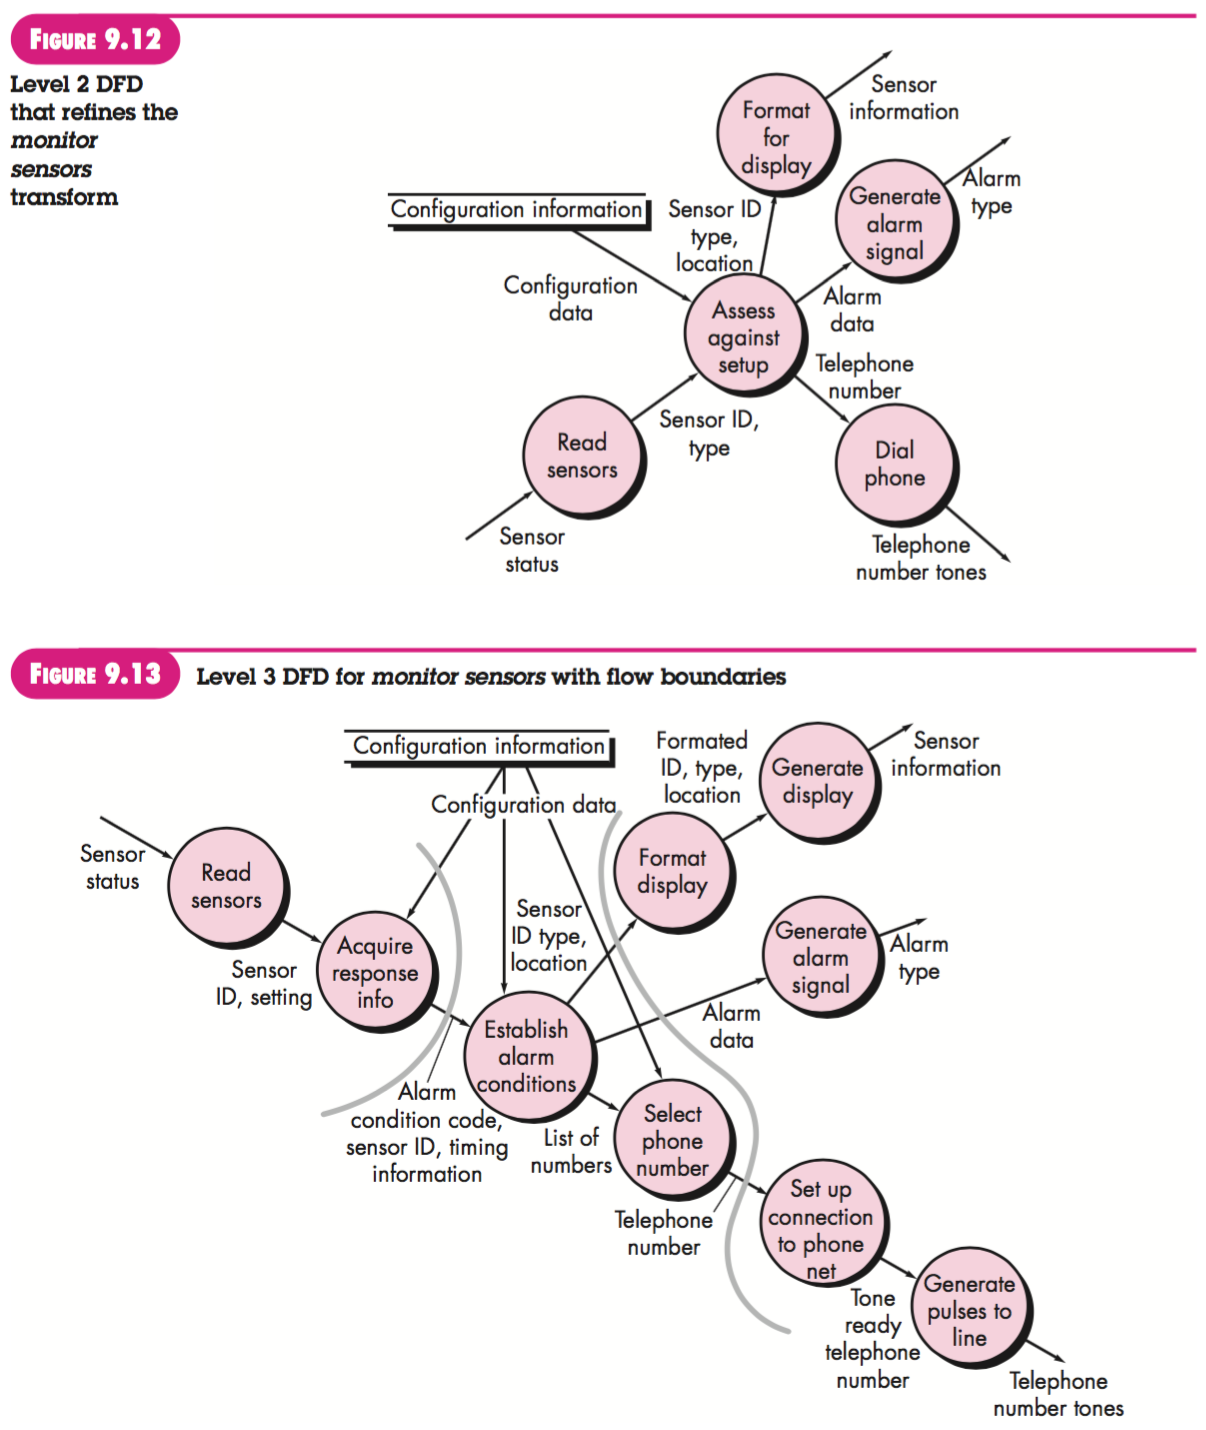 FIGURE 9.12
Level 2 DFD
that refines the
monitor
sensors
transform
Format
for
display
Sensor
information
Generate
alarm
signal
Alarm
type
Configuration information
Sensor ID
type,
location
Configuration
data
Assess
against
setup
Alarm
data
Telephone
number
Read
sensors
Sensor ID,
type
Dial
phone
Sensor
status
Telephone
number tones
FIGURE 9.13
Level 3 DFD for monitor sensors with flow boundaries
Configuration information
Configuration data
Formated
ID, type,
location
Generate
display
Sensor
information
Sensor
status
Read
sensors
Format
display
Sensor
ID, setting
Acquire
response
info
Sensor
ID type,
location
Generate
alarm
signal
Alarm
type
Alarm
data
Establish
alarm
conditions
Alarm
condition code,
sensor ID, timing
information
List of
numbers
Select
phone
number
Telephone
number
Set up
connection
to phone
net
Tone
ready
telephone
number
Generate
pulses to
line
Telephone
number tones